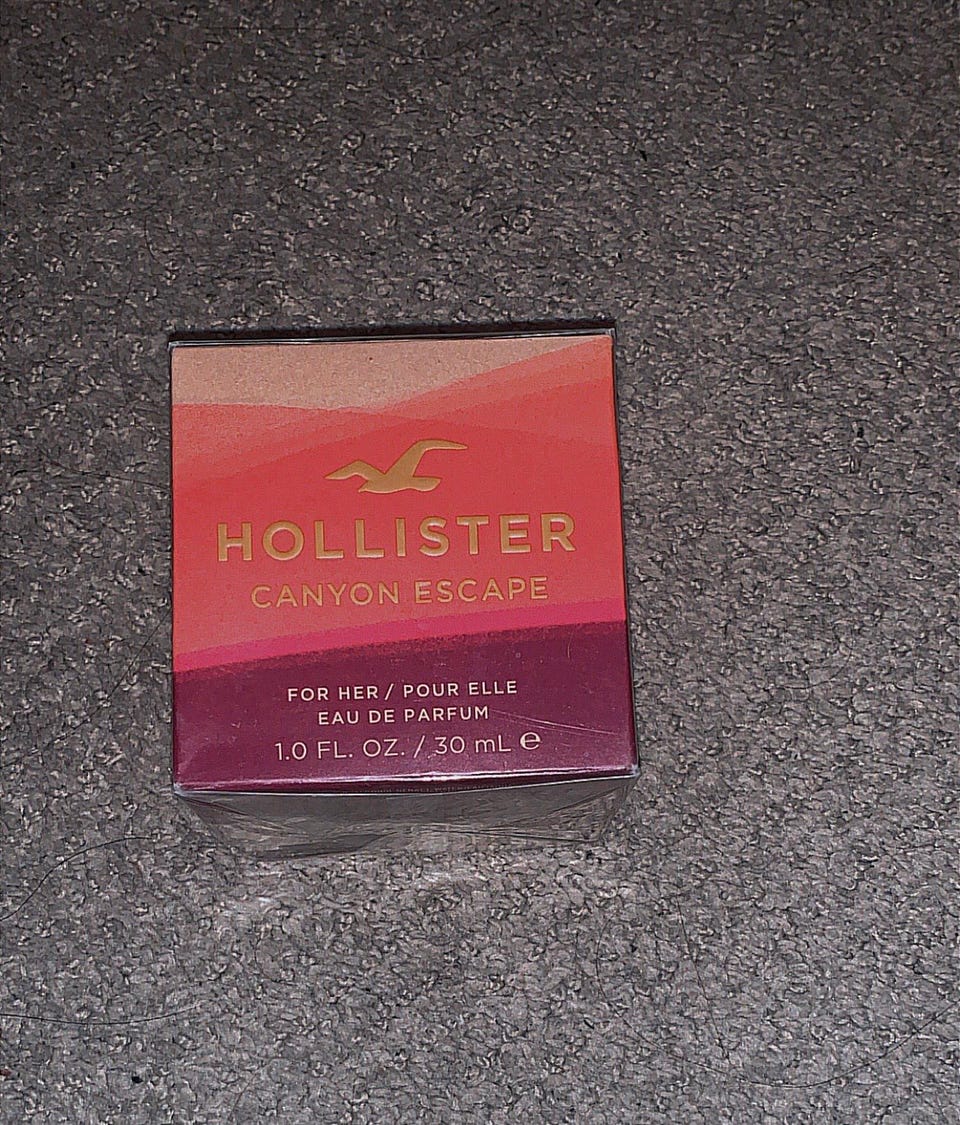 HOLLISTER
CANYON ESCAPE
FOR HER / POUR ELLE
EAU DE PARFUM
1.0 FL. OZ. / 30 mL ℮